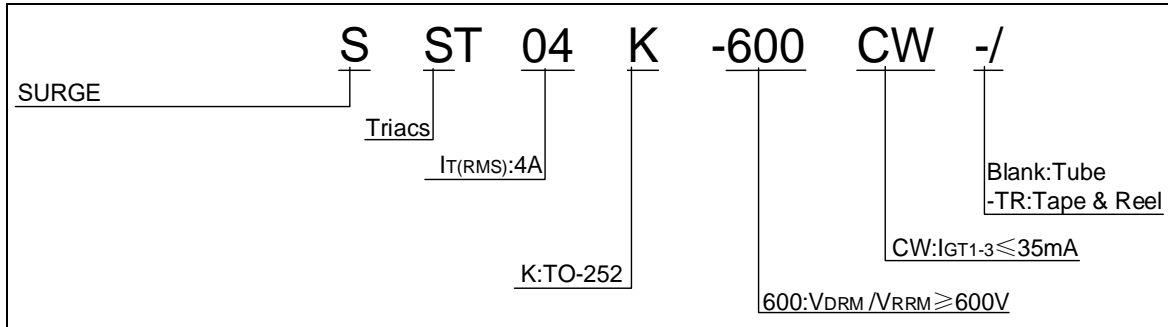 S ST 04 K -600 CW -/
SURGE
Triacs
IT(RMS):4A
Blank:Tube
-TR:Tape & Reel
CW:IGT1-3≤35mA
K:TO-252
600:VDRM /VRRM≥600V